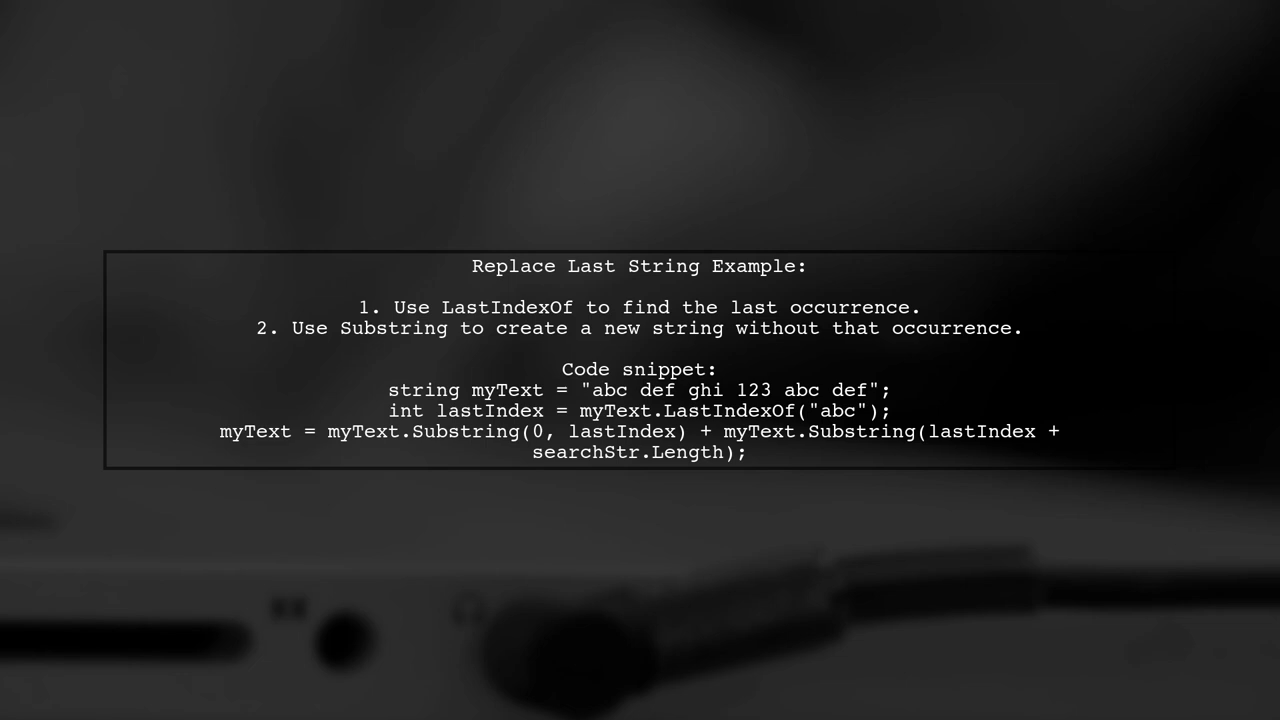 Replace Last String Example:
1. Use LastIndexOf to find the last occurrence.
2. Use Substring to create a new string without that occurrence.
Code snippet:
string myText = "abc def ghi 123 abc def";
int lastIndex = myText.LastIndexOf("abc");
myText = myText.Substring(0, lastIndex) + myText.Substring(lastIndex +
searchStr.Length);